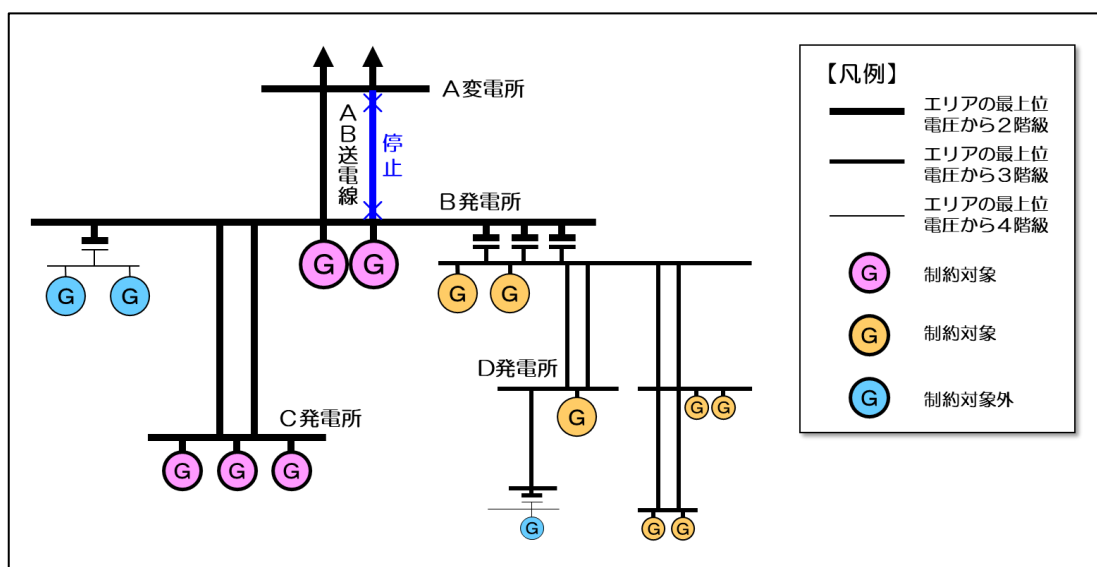 A変電所
AB送電線
停止
B発電所
G G
G G
G G
D発電所
G
G G
C発電所
G G G
G
G G
【凡例】
エリアの最上位
電圧から2階級
エリアの最上位
電圧から3階級
エリアの最上位
電圧から4階級
G 制約対象
G 制約対象
G 制約対象外